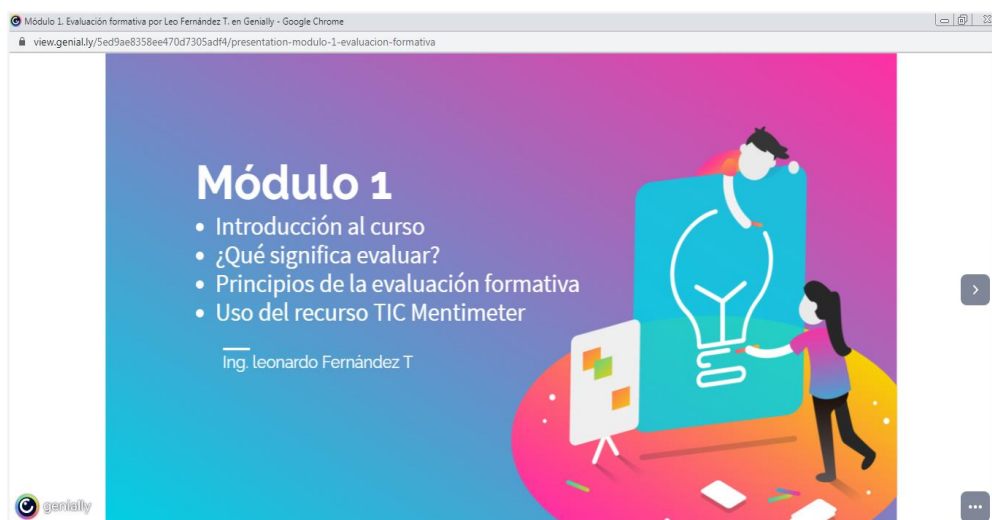 Módulo 1. Evaluación formativa por Leo Fernández T. en Genially - Google Chrome
view.genial.ly/5ed9ae8358ee470d7305adf4/presentation-modulo-1-evaluacion-formativa
Módulo 1
• Introducción al curso
• ¿Qué significa evaluar?
• Principios de la evaluación formativa
• Uso del recurso TIC Mentimeter
Ing. leonardo Fernández T
genially